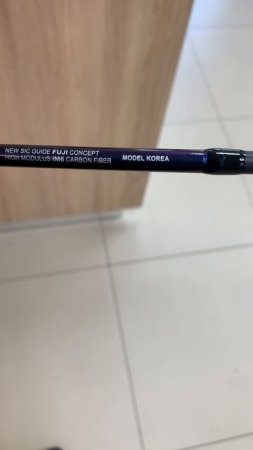 NEW SIC GUIDE FUJI CONCEPT
HIGH MODULUS IM6 CARBON FIBER MODEL KOREA